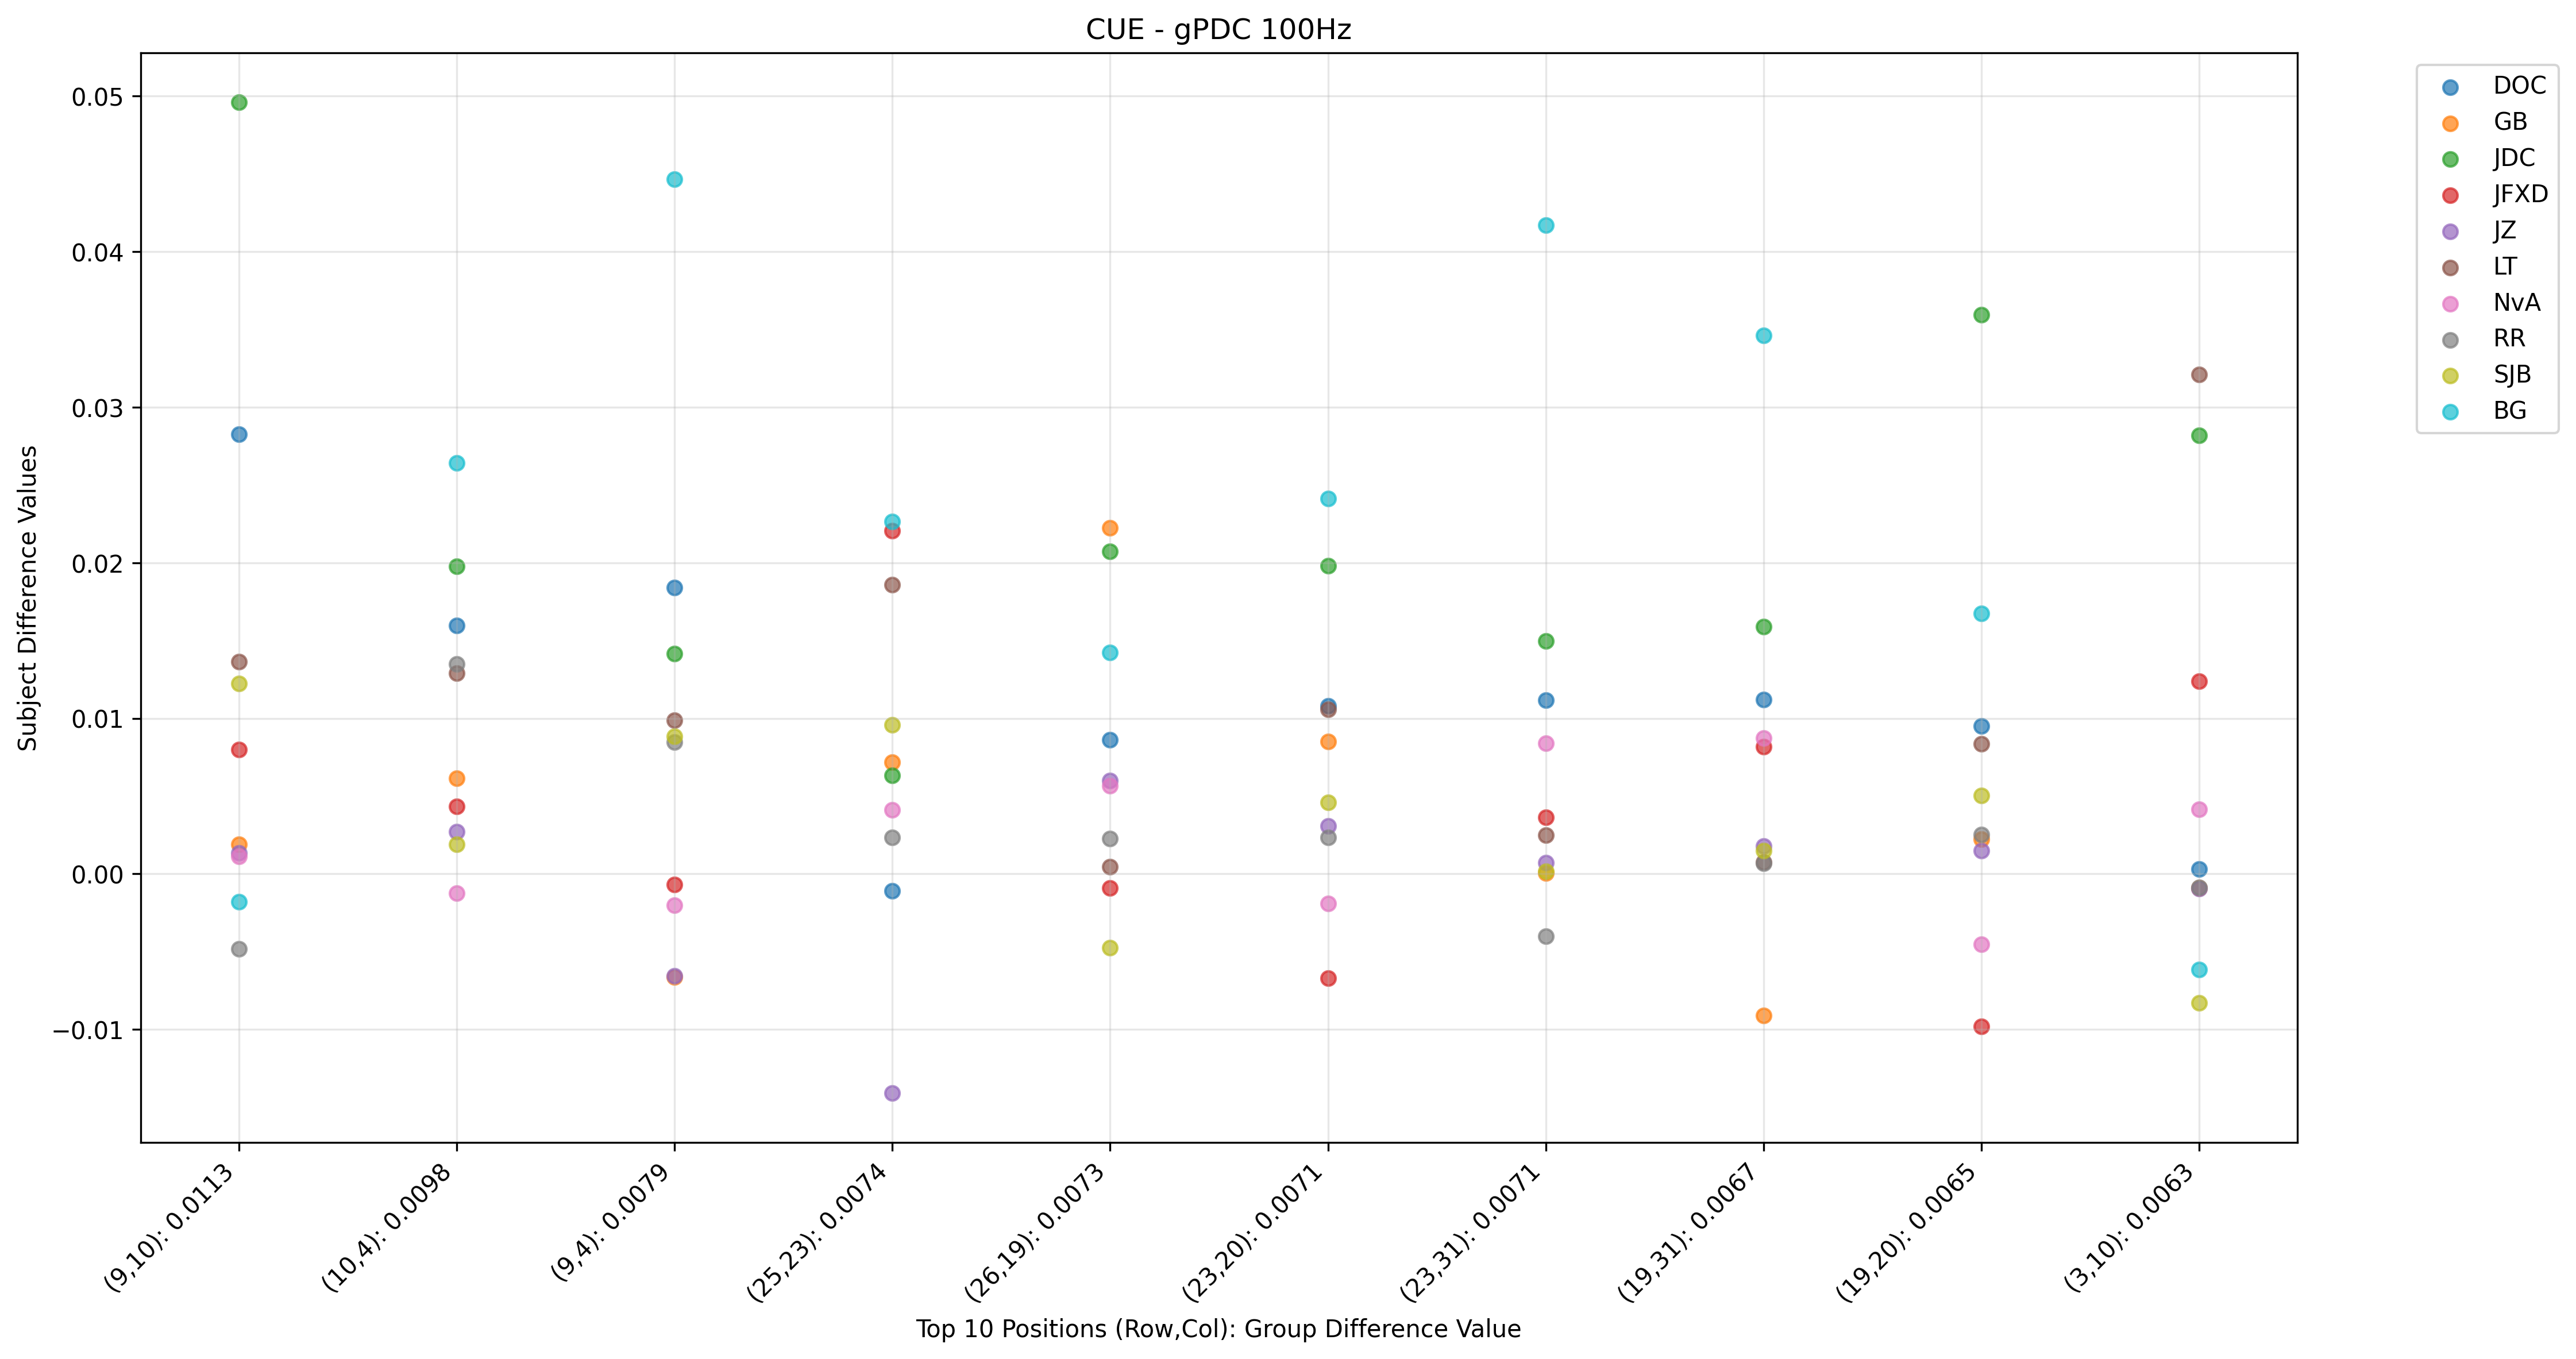 CUE - gPDC 100Hz
0.05
0.04
0.03
0.02
0.01
0.00
−0.01
Subject Difference Values
(9,10): 0.0113
(10,4): 0.0098
(9,4): 0.0079
(25,23): 0.0074
(26,19): 0.0073
(23,20): 0.0071
(23,31): 0.0071
(19,31): 0.0067
(19,20): 0.0065
(3,10): 0.0063
Top 10 Positions (Row,Col): Group Difference Value
DOC
GB
JDC
JFXD
JZ
LT
NvA
RR
SJB
BG